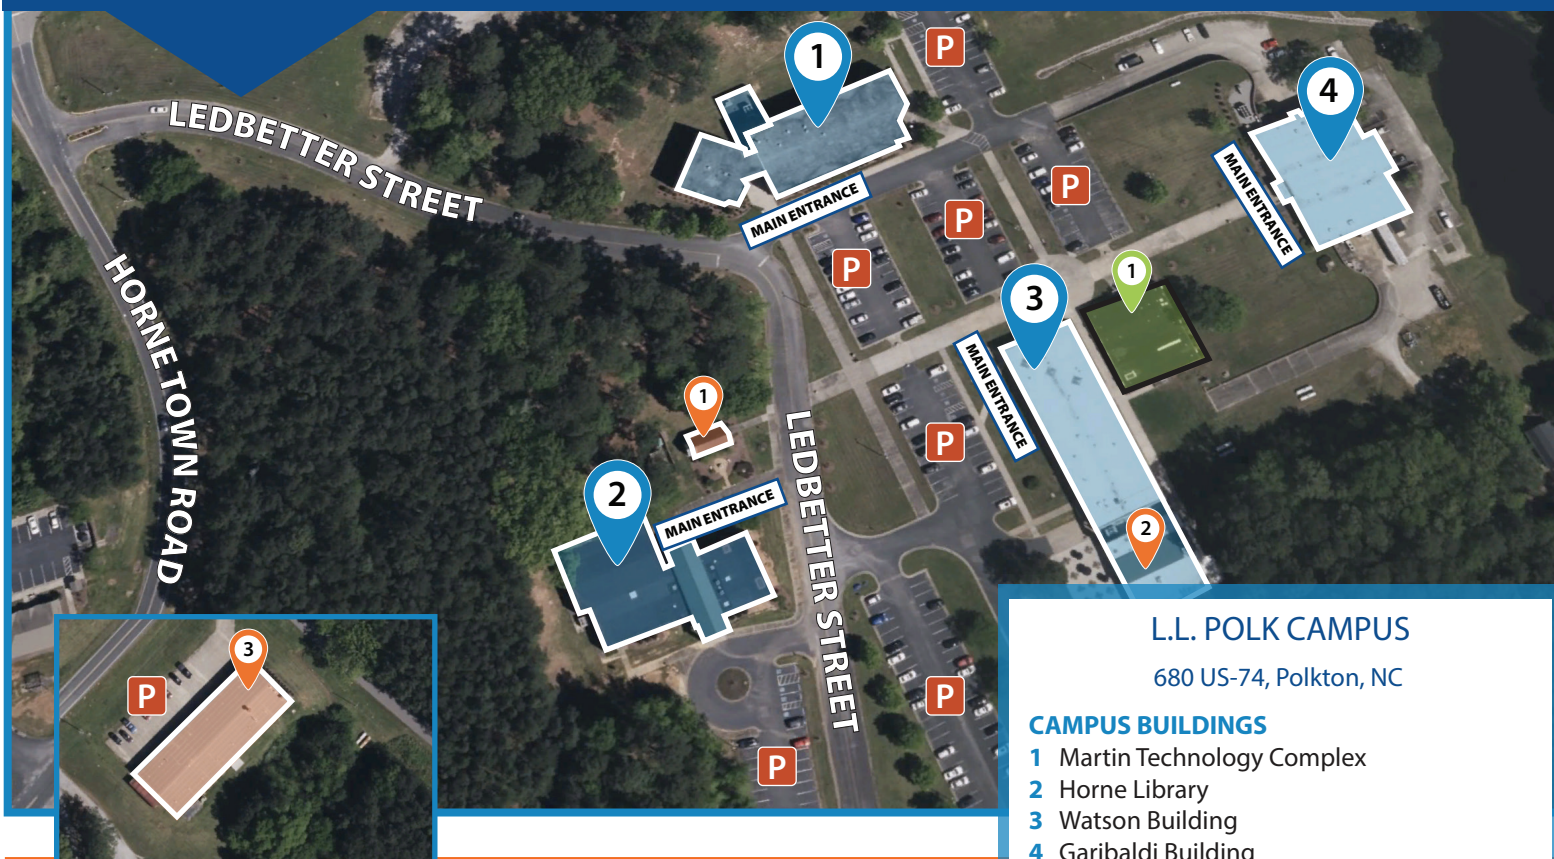 1
P
4
LEDBETTER STREET
MAIN ENTRANCE
P
MAIN ENTRANCE
P
P
HORNE TOWN ROAD
1
3
MAIN ENTRANCE
1
P
LEDBETTER STREET
2
MAIN ENTRANCE
2
3
P
P
P
L.L. POLK CAMPUS
680 US-74, Polkton, NC
CAMPUS BUILDINGS
1 Martin Technology Complex
2 Horne Library
3 Watson Building
4 Garibaldi Building